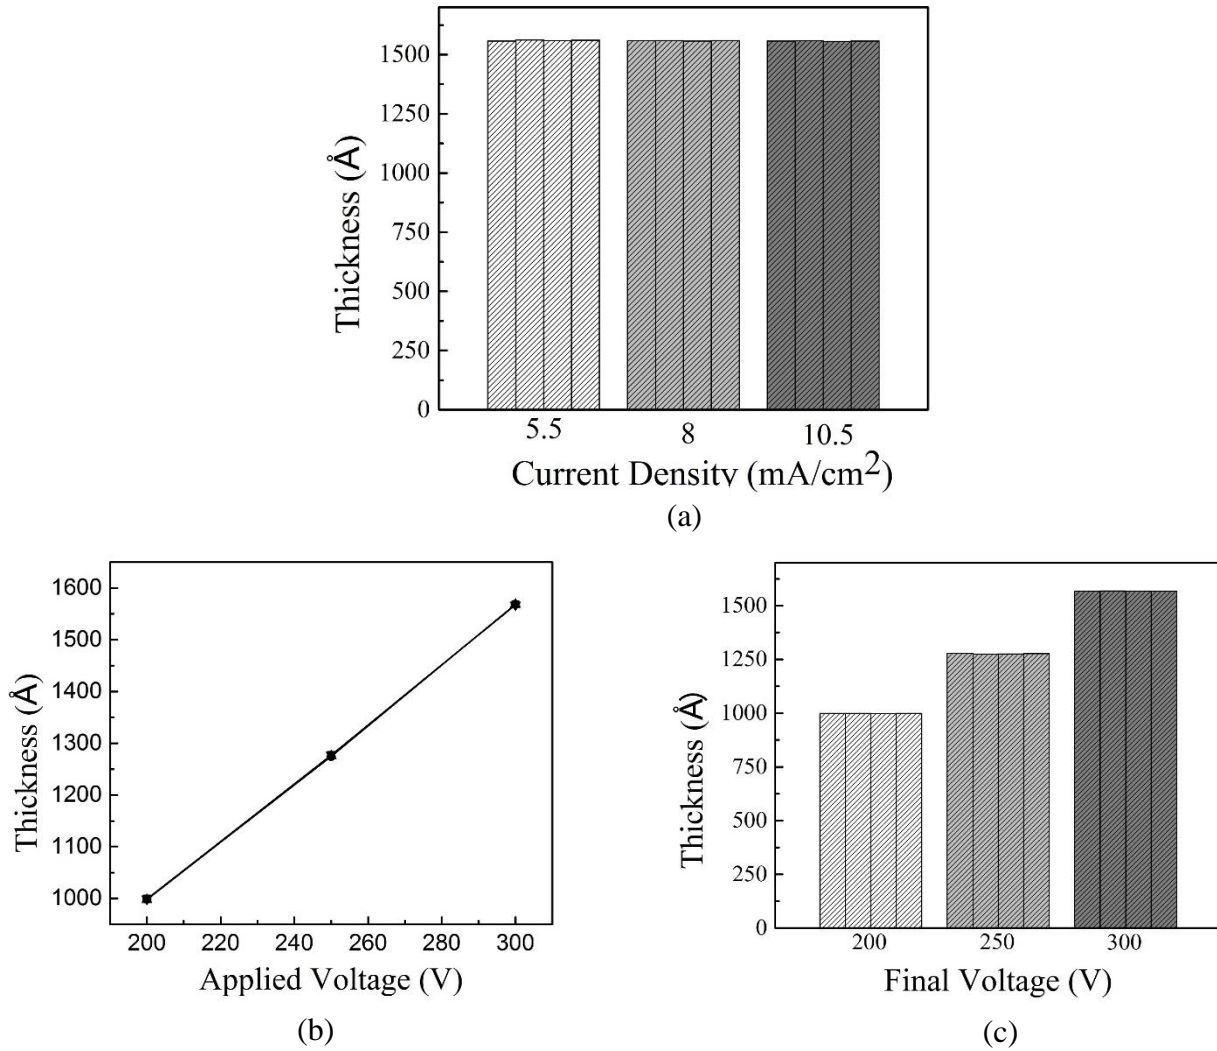 1500
1250
1000
750
500
250
0
Thickness (Å)
5.5 8 10.5
Current Density (mA/cm²)
(a)
1600
1500
1400
1300
1200
1100
1000
Thickness (Å)
200 220 240 260 280 300
Applied Voltage (V)
(b)
1500
1250
1000
750
500
250
0
Thickness (Å)
200 250 300
Final Voltage (V)
(c)